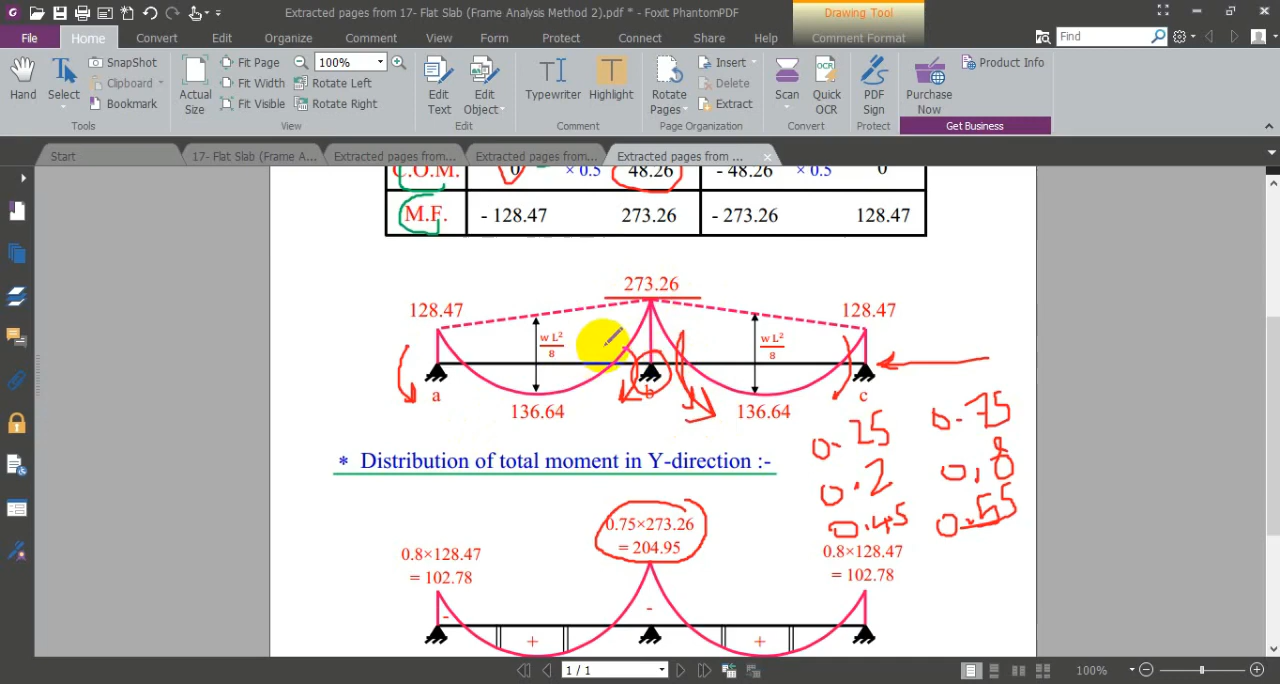 Extracted pages from 17- Flat Slab (Frame Analysis Method 2).pdf * - Foxit PhantomPDF
Drawing Tool
File Home Convert Edit Organize Comment View Form Protect Connect Share Help Comment Format
Find
Hand
Select
SnapShot
Clipboard
Bookmark
Tools
Actual Size
Fit Page
Fit Width
Fit Visible
100%
Rotate Left
Rotate Right
View
Edit Text
Edit Object
Edit
Typewriter
Highlight
Comment
Rotate Pages
Insert
Delete
Extract
Page Organization
Scan
Quick OCR
Convert
PDF Sign
Protect
Purchase Now
Product Info
Get Business
Start
17- Flat Slab (Frame A...
Extracted pages from...
Extracted pages from...
Extracted pages from ...
C.O.M. 0 × 0.5 48.26 - 48.26 × 0.5 0
M.F. - 128.47 273.26 - 273.26 128.47
273.26
128.47 128.47
w L²
8
w L²
8
a b c
136.64 136.64
0.25 0.75
0.2 0.8
0.45 0.55
* Distribution of total moment in Y-direction :-
0.75×273.26
= 204.95
0.8×128.47
= 102.78
0.8×128.47
= 102.78
- -
+ +
1 / 1
100%